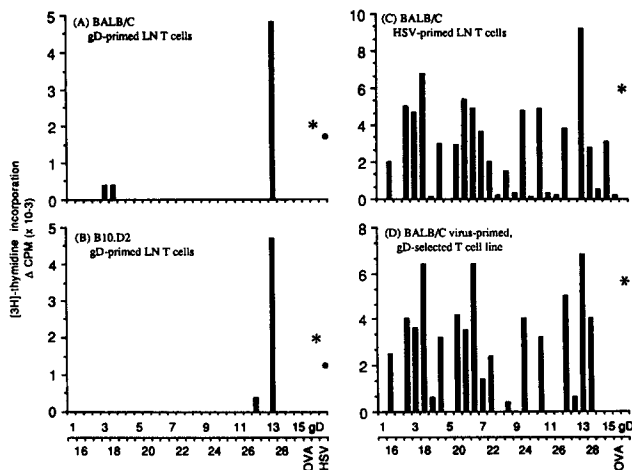 (A) BALB/C
gD-primed LN T cells
5
4
3
2
1
0
*
(B) B10.D2
gD-primed LN T cells
5
4
3
2
1
0
*
[3H]-thymidine incorporation
Δ CPM (x 10-3)
1 3 5 7 9 11 13 15 gD
16 18 20 22 24 26 28 OVA HSV
(C) BALB/C
HSV-primed LN T cells
10
8
6
4
2
0
*
(D) BALB/C virus-primed,
gD-selected T cell line
8
6
4
2
0
*
1 3 5 7 9 11 13 15 gD
16 18 20 22 24 26 28 OVA HSV